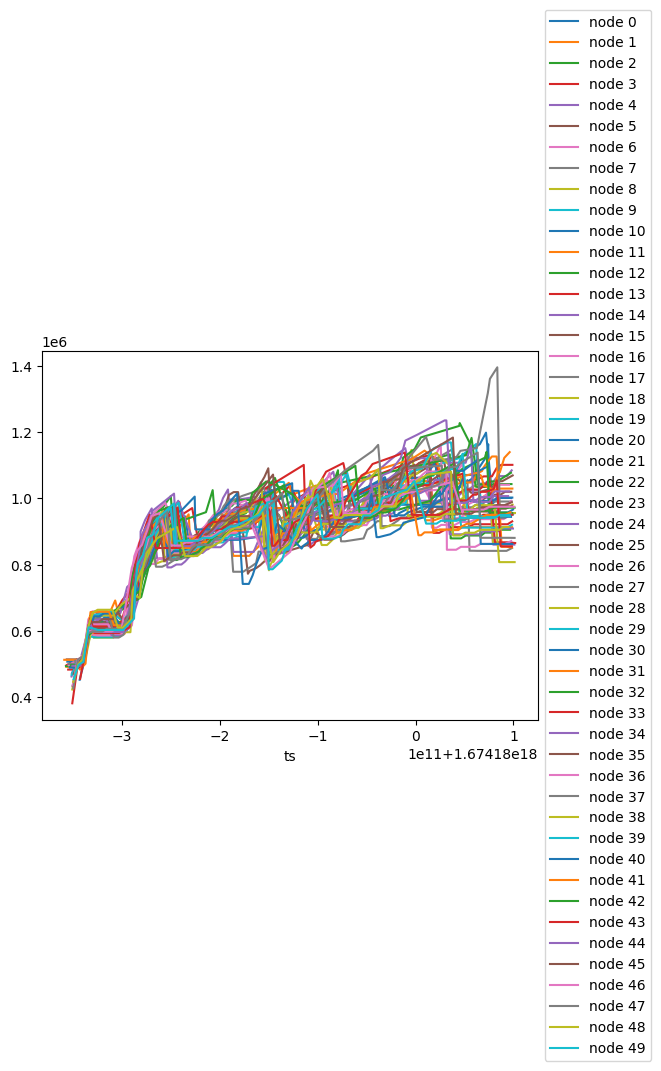 1e6
1.4
1.2
1.0
0.8
0.6
0.4
−3
−2
−1
0
1
1e11+1.67418e18
ts
node 0
node 1
node 2
node 3
node 4
node 5
node 6
node 7
node 8
node 9
node 10
node 11
node 12
node 13
node 14
node 15
node 16
node 17
node 18
node 19
node 20
node 21
node 22
node 23
node 24
node 25
node 26
node 27
node 28
node 29
node 30
node 31
node 32
node 33
node 34
node 35
node 36
node 37
node 38
node 39
node 40
node 41
node 42
node 43
node 44
node 45
node 46
node 47
node 48
node 49